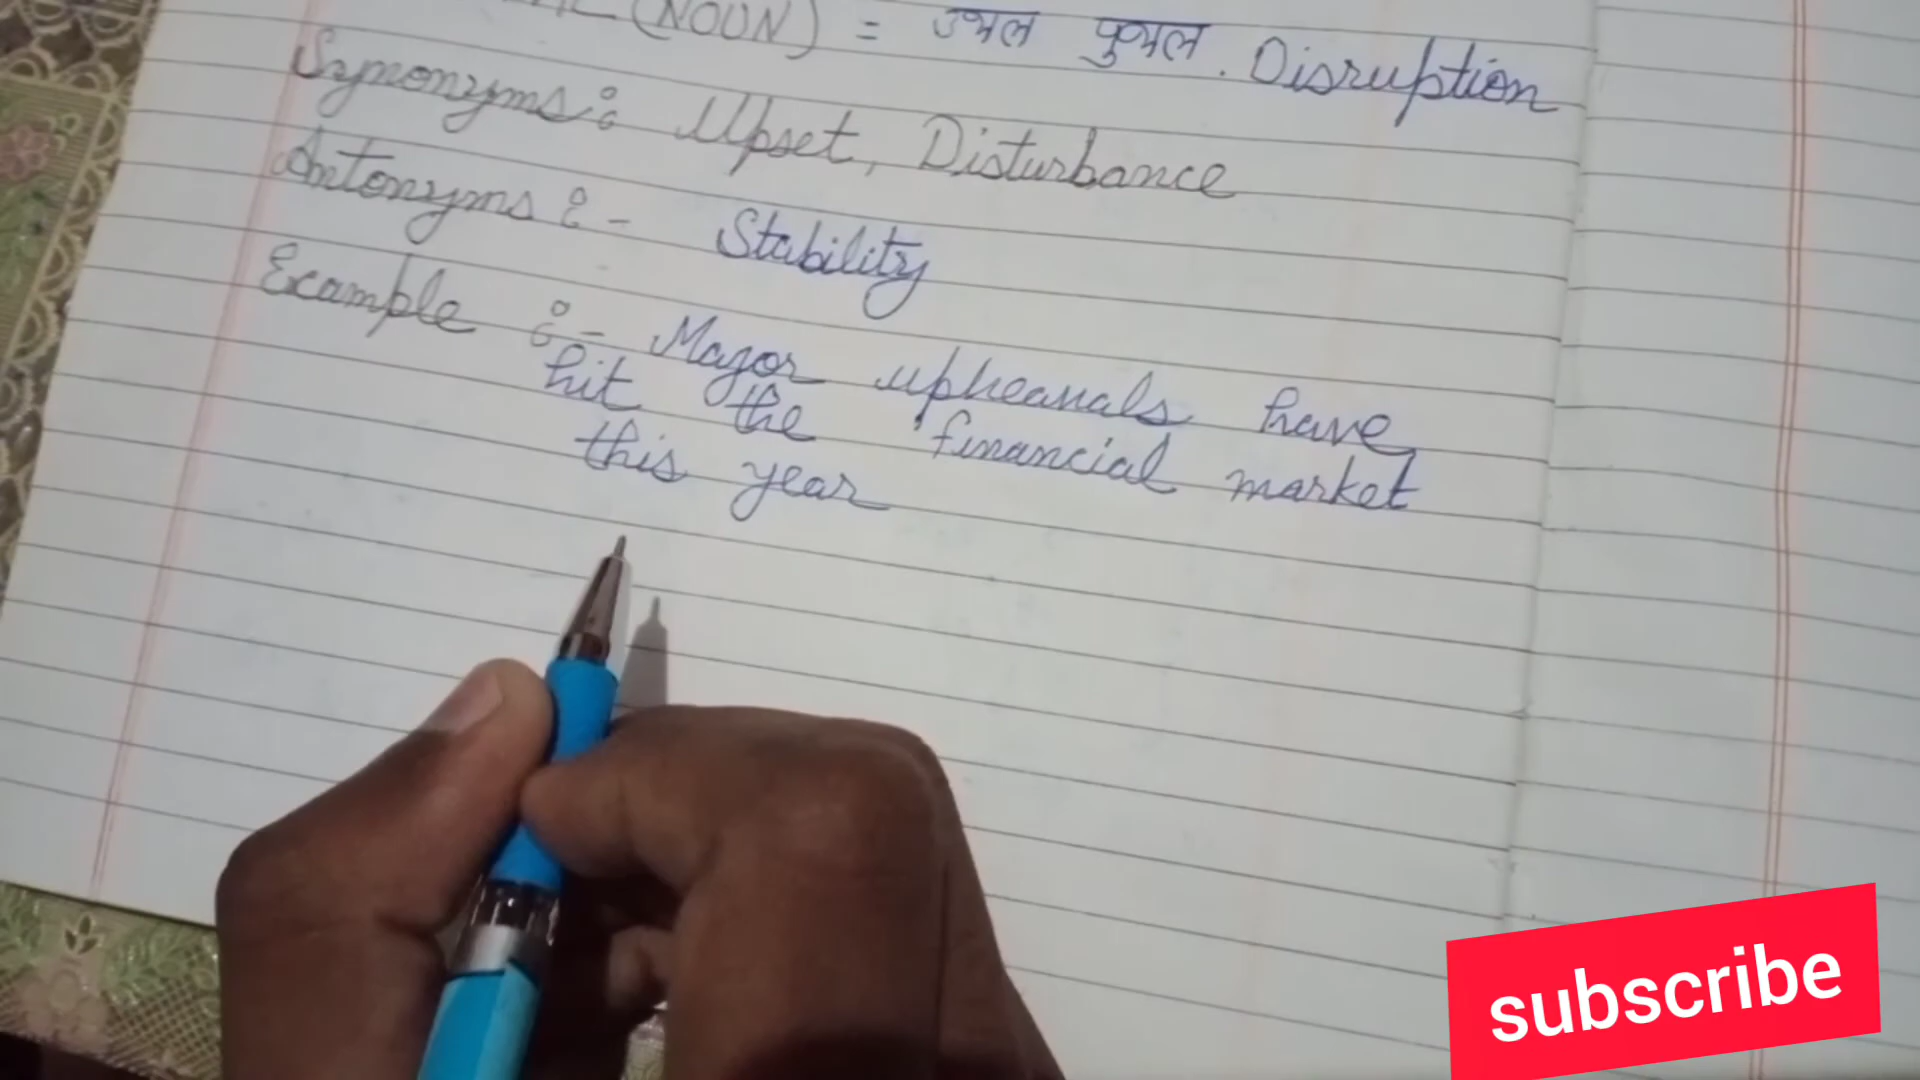 (NOUN) = उथल पुथल. Disruption
Synonyms: Upset, Disturbance
Antonyms :- Stability
Example :- Major upheavals have
hit the financial market
this year
subscribe